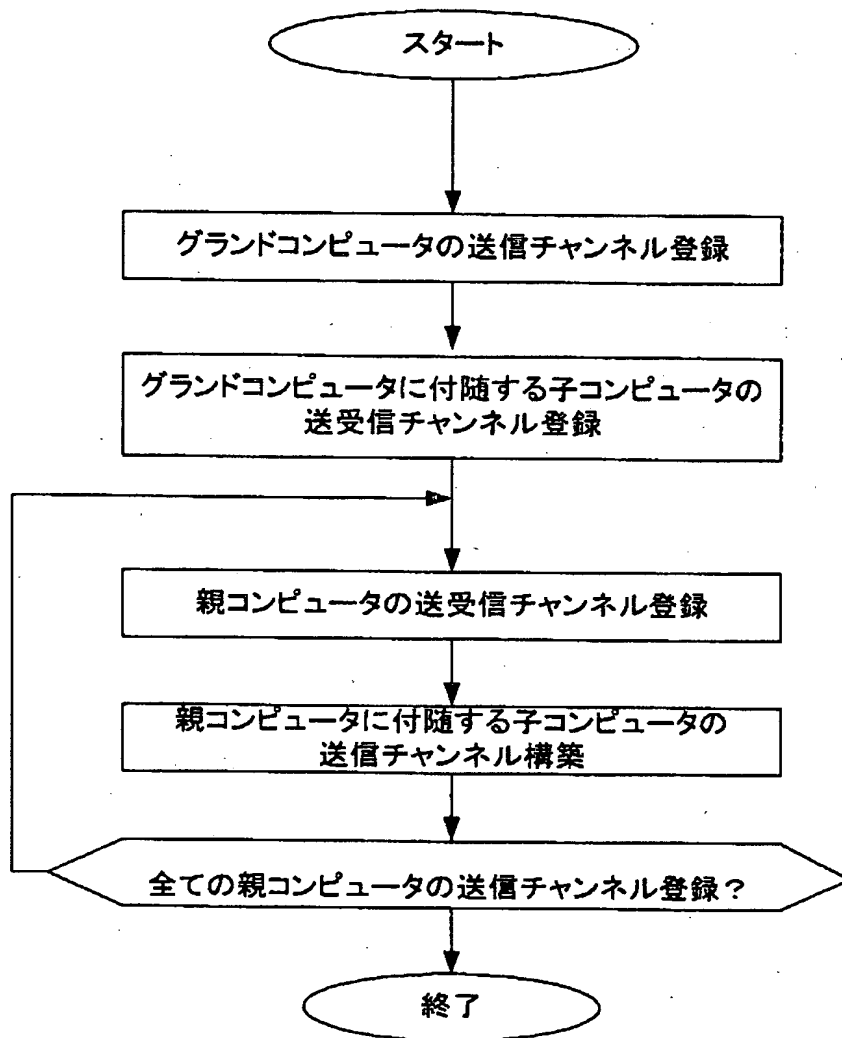 スタート
グランドコンピュータの送信チャンネル登録
グランドコンピュータに付随する子コンピュータの
送受信チャンネル登録
親コンピュータの送受信チャンネル登録
親コンピュータに付随する子コンピュータの
送信チャンネル構築
全ての親コンピュータの送信チャンネル登録？
終了